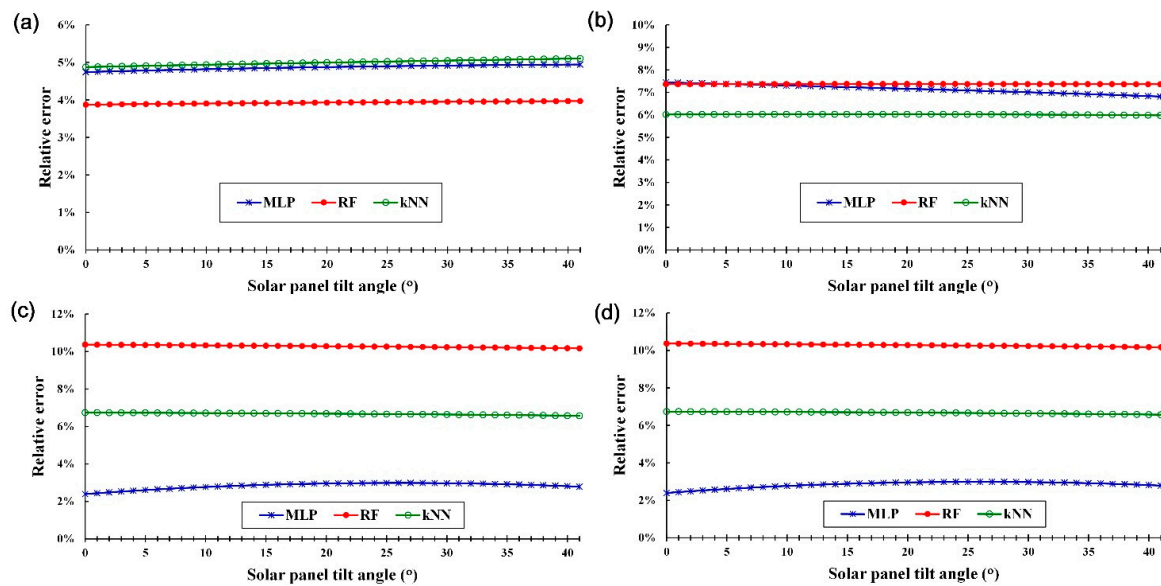 (a)
6%
5%
4%
3%
2%
1%
0%
Relative error
MLP RF kNN
0 5 10 15 20 25 30 35 40
Solar panel tilt angle (º)
(b)
10%
9%
8%
7%
6%
5%
4%
3%
2%
1%
0%
Relative error
MLP RF kNN
0 5 10 15 20 25 30 35 40
Solar panel tilt angle (º)
(c)
12%
10%
8%
6%
4%
2%
0%
Relative error
MLP RF kNN
0 5 10 15 20 25 30 35 40
Solar panel tilt angle (º)
(d)
12%
10%
8%
6%
4%
2%
0%
Relative error
MLP RF kNN
0 5 10 15 20 25 30 35 40
Solar panel tilt angle (º)